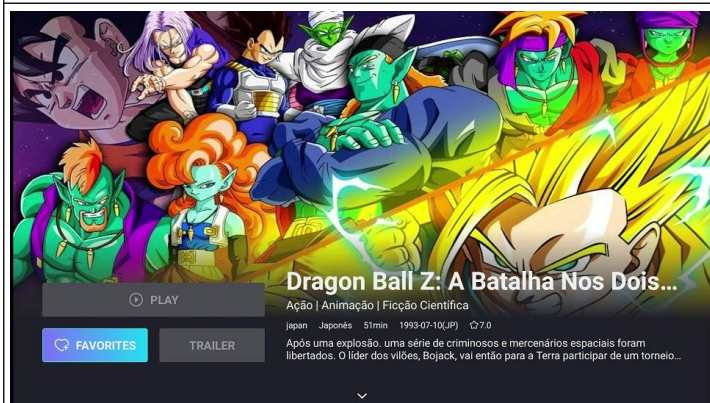 Dragon Ball Z: A Batalha Nos Dois...
PLAY
Ação | Animação | Ficção Científica
japan Japonês 51min 1993-07-10(JP) ☆7.0
FAVORITES TRAILER
Após uma explosão. uma série de criminosos e mercenários espaciais foram
libertados. O líder dos vilões, Bojack, vai então para a Terra participar de um torneio...